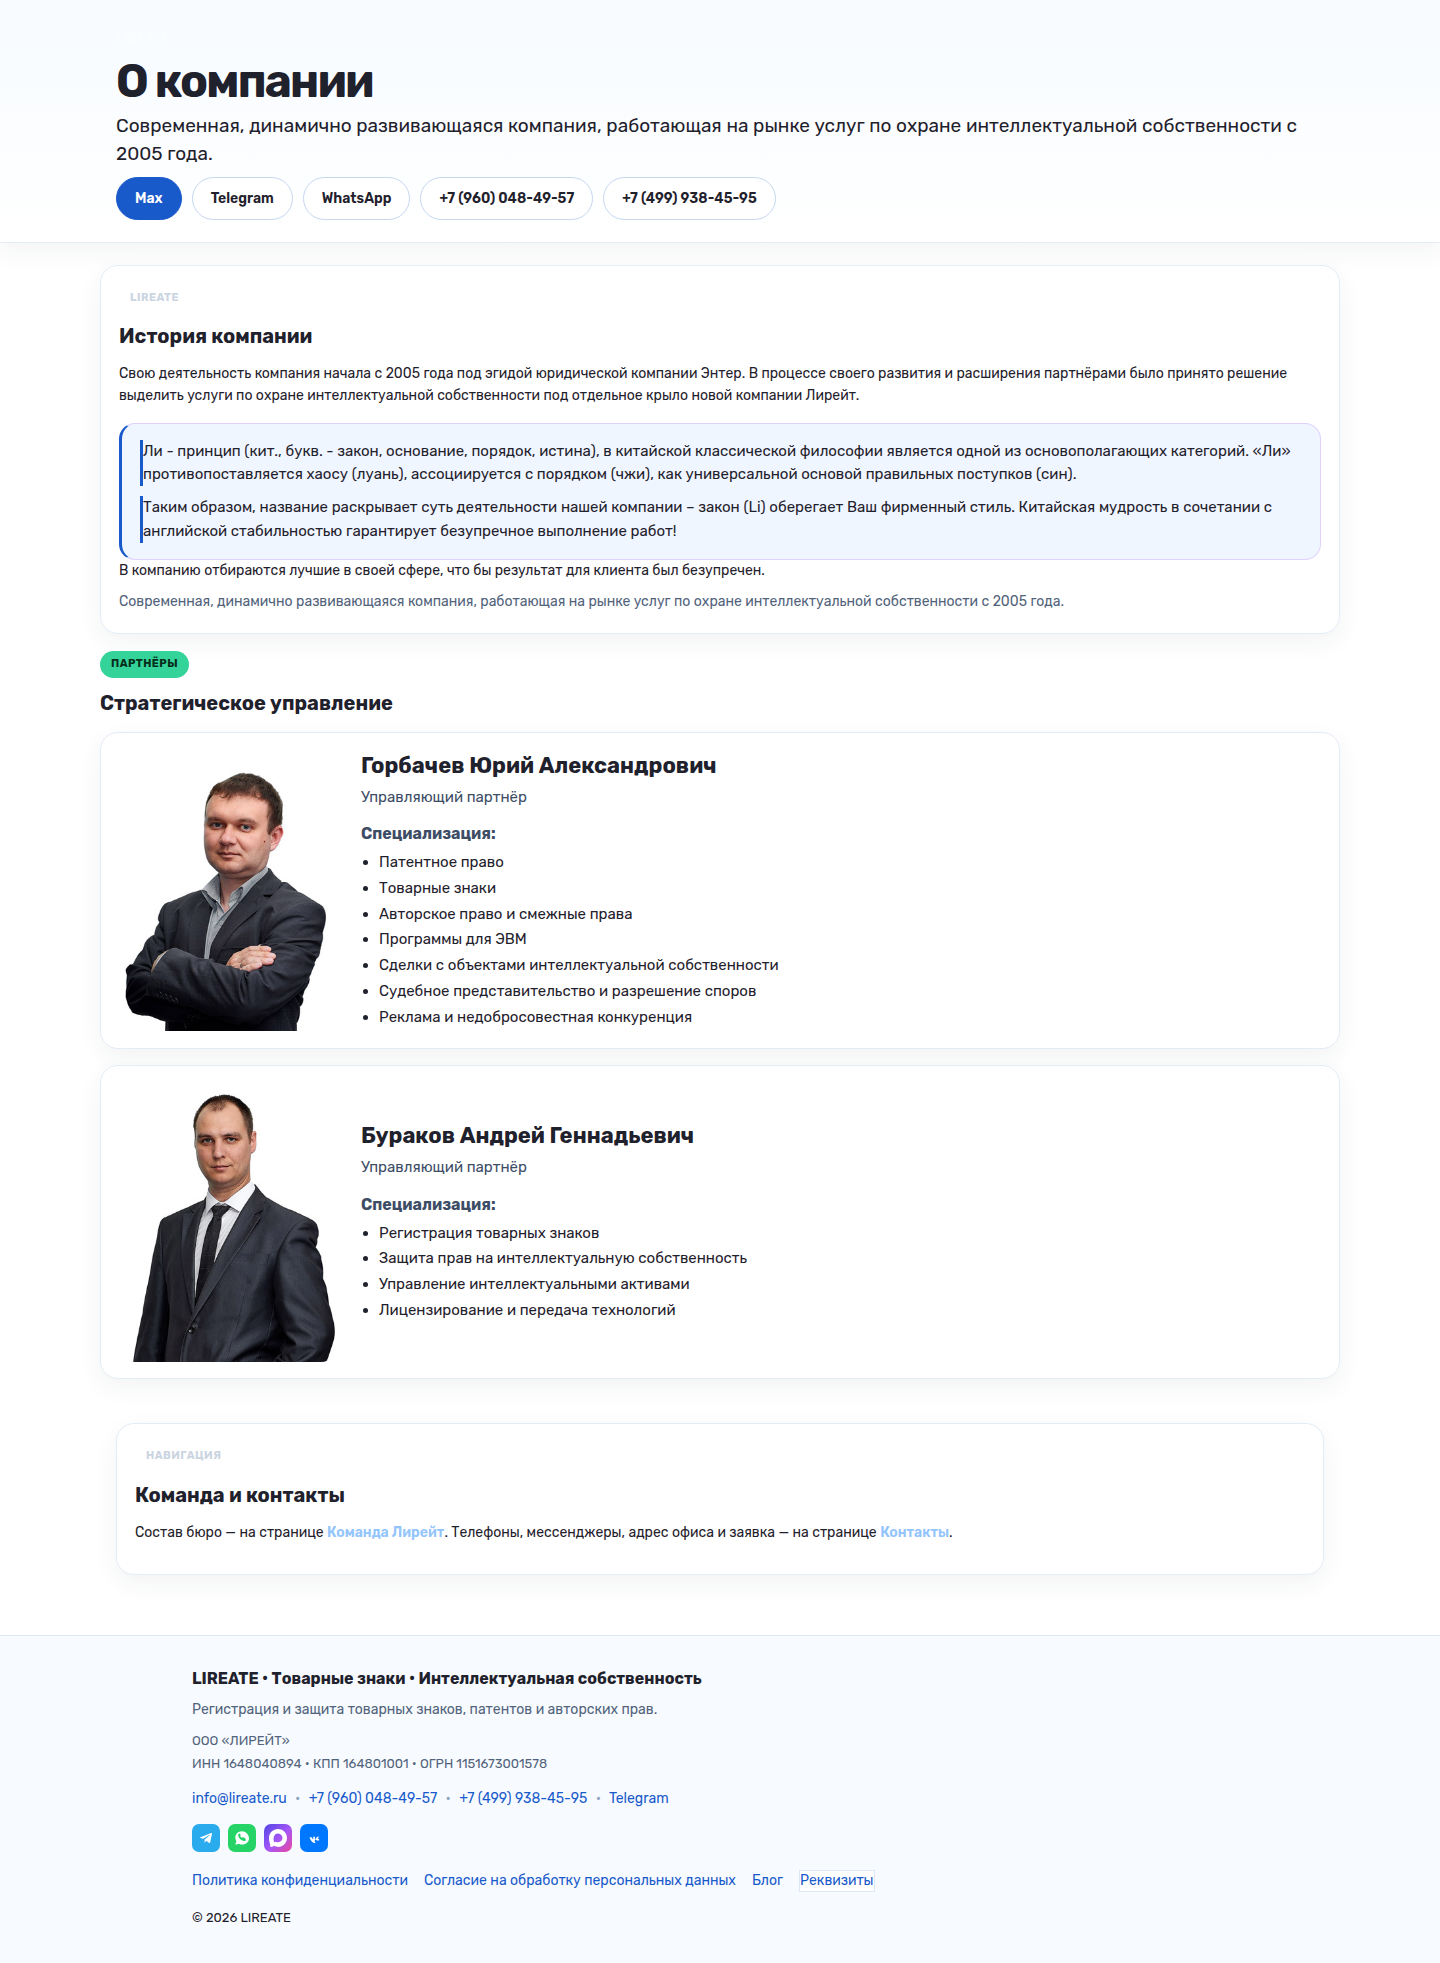 О компании
Современная, динамично развивающаяся компания, работающая на рынке услуг по охране интеллектуальной собственности с
2005 года.
Max
Telegram
WhatsApp
+7 (960) 048-49-57
+7 (499) 938-45-95
LIREATE
История компании
Свою деятельность компания начала с 2005 года под эгидой юридической компании Энтер. В процессе своего развития и расширения партнёрами было принято решение
выделить услуги по охране интеллектуальной собственности под отдельное крыло новой компании Лирейт.
Ли - принцип (кит., букв. - закон, основание, порядок, истина), в китайской классической философии является одной из основополагающих категорий. «Ли»
противопоставляется хаосу (луань), ассоциируется с порядком (чжи), как универсальной основой правильных поступков (син).
Таким образом, название раскрывает суть деятельности нашей компании – закон (Li) оберегает Ваш фирменный стиль. Китайская мудрость в сочетании с
английской стабильностью гарантирует безупречное выполнение работ!
В компанию отбираются лучшие в своей сфере, что бы результат для клиента был безупречен.
Современная, динамично развивающаяся компания, работающая на рынке услуг по охране интеллектуальной собственности с 2005 года.
ПАРТНЁРЫ
Стратегическое управление
Горбачев Юрий Александрович
Управляющий партнёр
Специализация:
• Патентное право
• Товарные знаки
• Авторское право и смежные права
• Программы для ЭВМ
• Сделки с объектами интеллектуальной собственности
• Судебное представительство и разрешение споров
• Реклама и недобросовестная конкуренция
Бураков Андрей Геннадьевич
Управляющий партнёр
Специализация:
• Регистрация товарных знаков
• Защита прав на интеллектуальную собственность
• Управление интеллектуальными активами
• Лицензирование и передача технологий
НАВИГАЦИЯ
Команда и контакты
Состав бюро — на странице Команда Лирейт. Телефоны, мессенджеры, адрес офиса и заявка — на странице Контакты.
LIREATE • Товарные знаки • Интеллектуальная собственность
Регистрация и защита товарных знаков, патентов и авторских прав.
ООО «ЛИРЕЙТ»
ИНН 1648040894 • КПП 164801001 • ОГРН 1151673001578
info@lireate.ru • +7 (960) 048-49-57 • +7 (499) 938-45-95 • Telegram
Политика конфиденциальности Согласие на обработку персональных данных Блог Реквизиты
© 2026 LIREATE